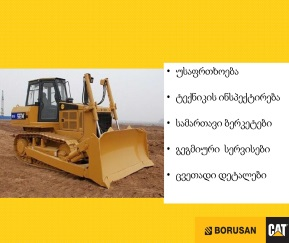 • უსაფრთხოება
• ტექნიკის ინსპექტირება
• სამართავი ბერკეტები
• გეგმიური სერვისები
• ცვეთადი დეტალები
BORUSAN
CAT